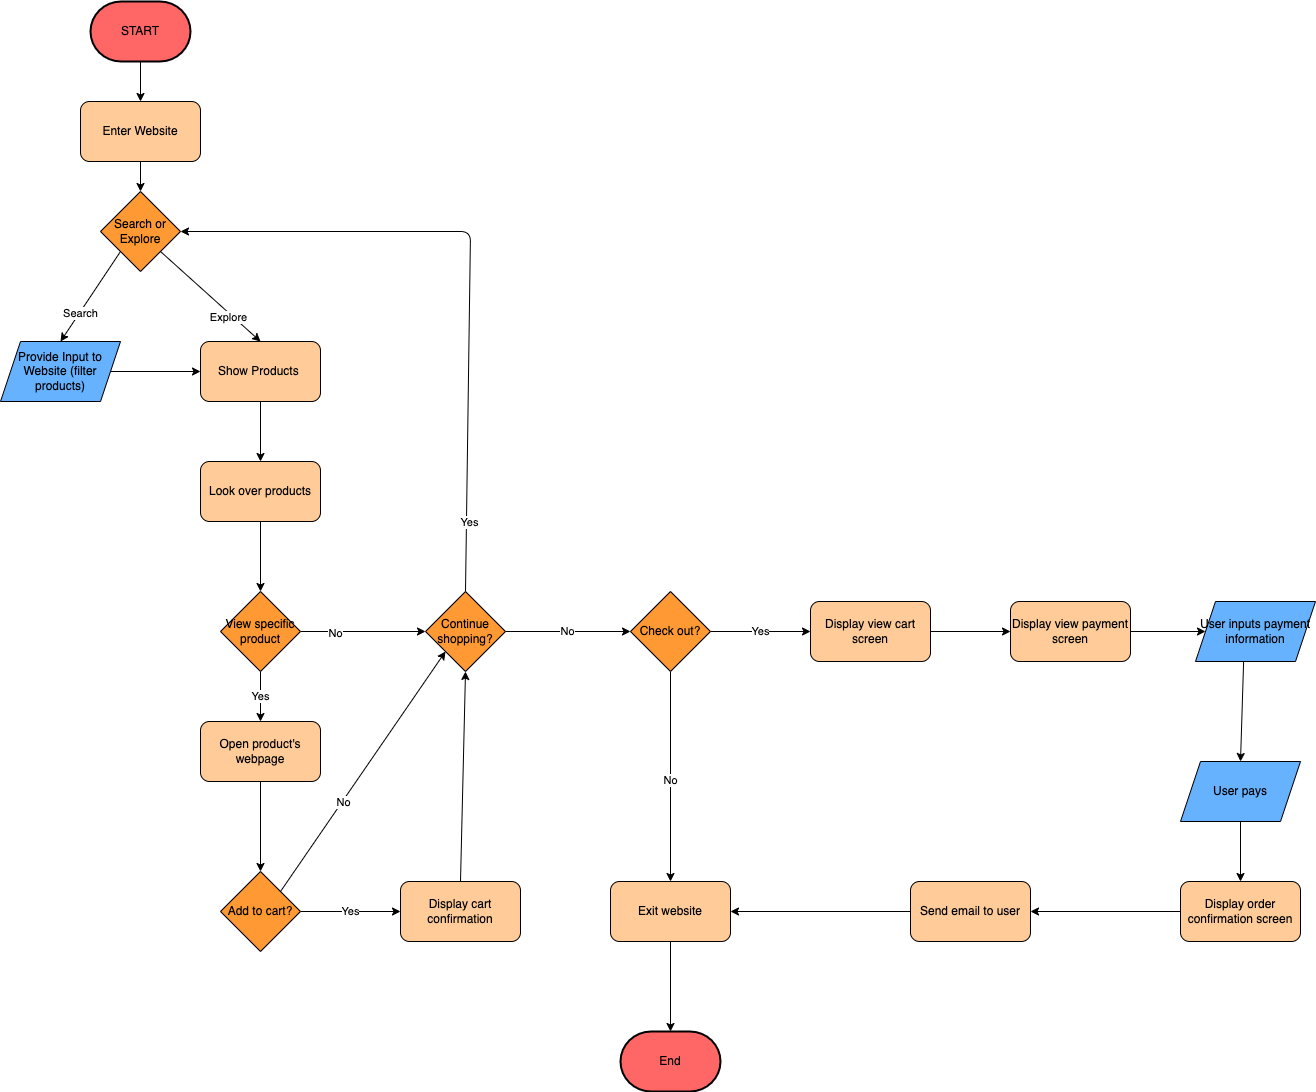 START
Enter Website
Search or
Explore
Search
Explore
Provide Input to
Website (filter
products)
Show Products
Look over products
Yes
View specific
product
No
Continue
shopping?
No
Check out?
Yes
Display view cart
screen
Display view payment
screen
User inputs payment
information
Yes
Open product's
webpage
No
No
User pays
Add to cart?
Yes
Display cart
confirmation
Exit website
Send email to user
Display order
confirmation screen
End